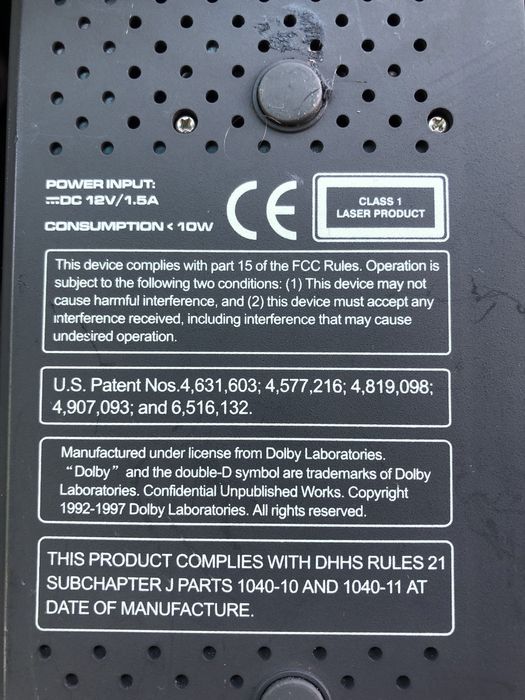 POWER INPUT:
⎓DC 12V/1.5A
CONSUMPTION < 10W
CE
CLASS 1
LASER PRODUCT
This device complies with part 15 of the FCC Rules. Operation is
subject to the following two conditions: (1) This device may not
cause harmful interference, and (2) this device must accept any
interference received, including interference that may cause
undesired operation.
U.S. Patent Nos.4,631,603; 4,577,216; 4,819,098;
4,907,093; and 6,516,132.
Manufactured under license from Dolby Laboratories.
“Dolby” and the double-D symbol are trademarks of Dolby
Laboratories. Confidential Unpublished Works. Copyright
1992-1997 Dolby Laboratories. All rights reserved.
THIS PRODUCT COMPLIES WITH DHHS RULES 21
SUBCHAPTER J PARTS 1040-10 AND 1040-11 AT
DATE OF MANUFACTURE.